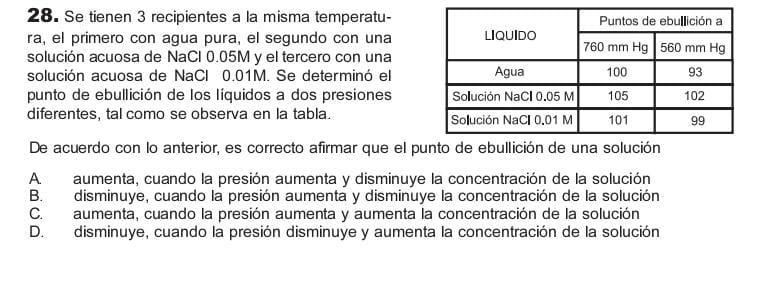 28. Se tienen 3 recipientes a la misma temperatu-
ra, el primero con agua pura, el segundo con una
solución acuosa de NaCl 0.05M y el tercero con una
solución acuosa de NaCl 0.01M. Se determinó el
punto de ebullición de los líquidos a dos presiones
diferentes, tal como se observa en la tabla.
LIQUIDO
Puntos de ebullición a
760 mm Hg 560 mm Hg
Agua 100 93
Solución NaCl 0.05 M 105 102
Solución NaCl 0.01 M 101 99
De acuerdo con lo anterior, es correcto afirmar que el punto de ebullición de una solución
A. aumenta, cuando la presión aumenta y disminuye la concentración de la solución
B. disminuye, cuando la presión aumenta y disminuye la concentración de la solución
C. aumenta, cuando la presión aumenta y aumenta la concentración de la solución
D. disminuye, cuando la presión disminuye y aumenta la concentración de la solución